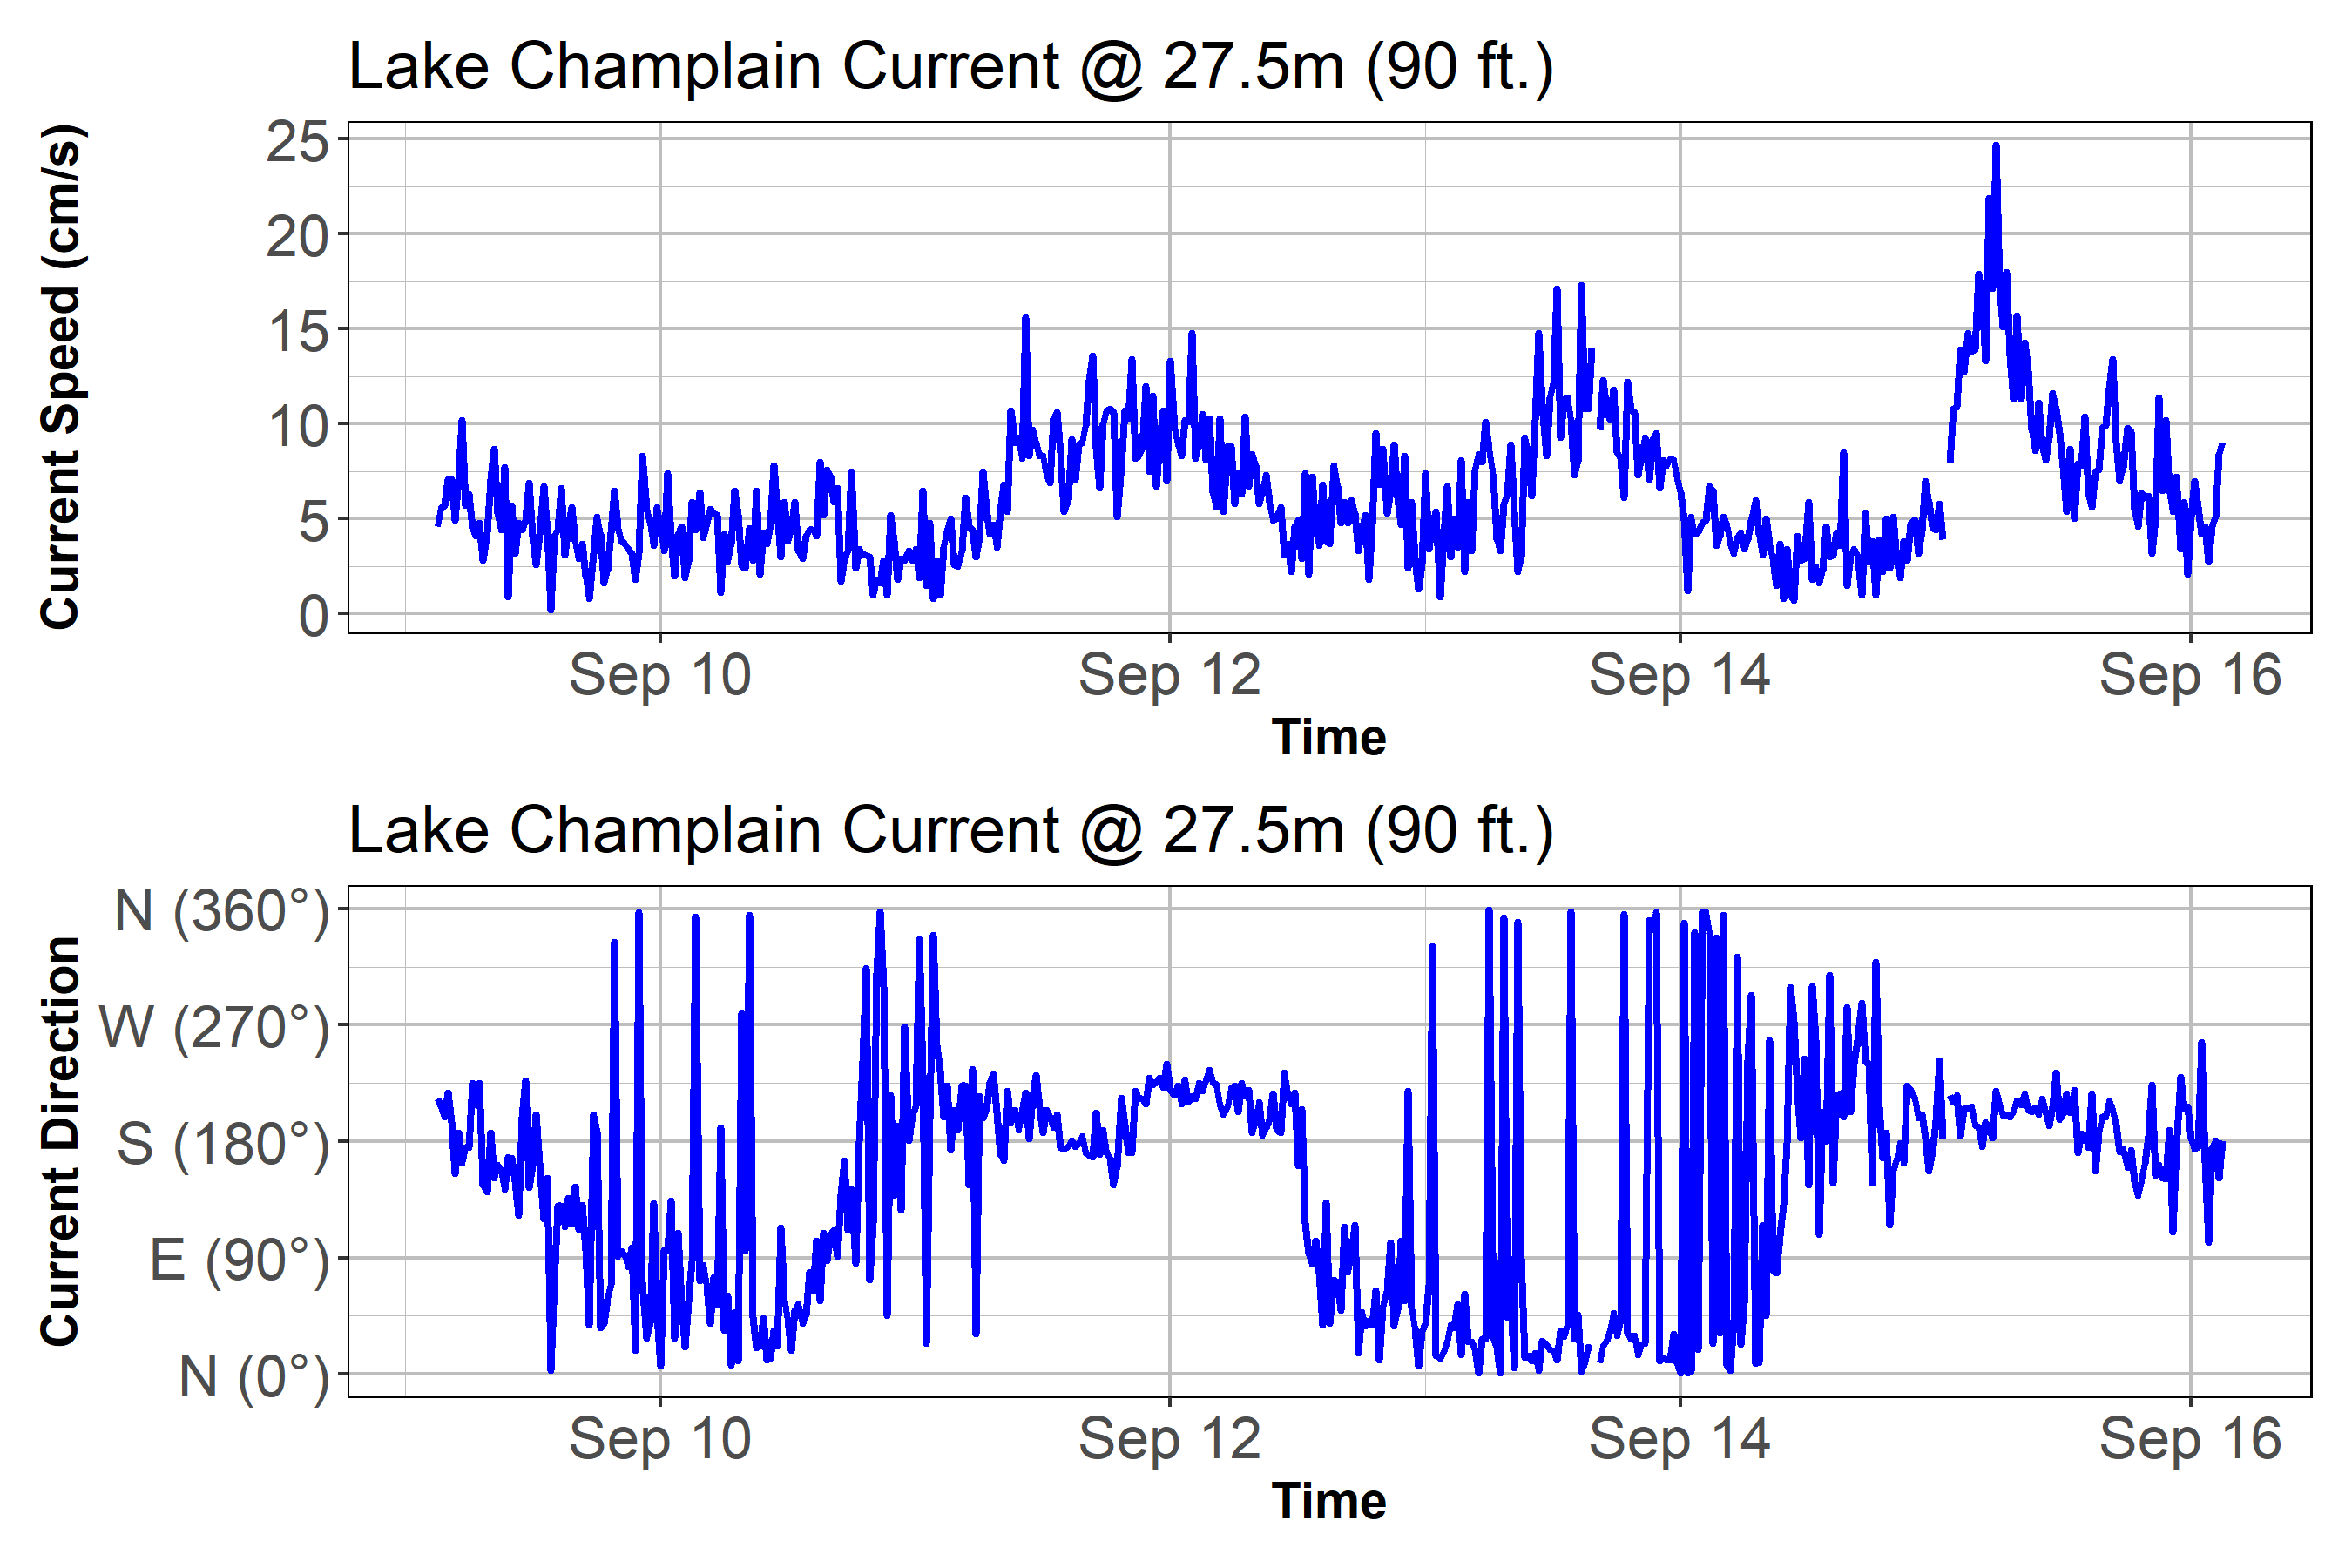 Lake Champlain Current @ 27.5m (90 ft.)
Current Speed (cm/s)
25
20
15
10
5
0
Sep 10 Sep 12 Sep 14 Sep 16
Time
Lake Champlain Current @ 27.5m (90 ft.)
Current Direction
N (360°)
W (270°)
S (180°)
E (90°)
N (0°)
Sep 10 Sep 12 Sep 14 Sep 16
Time